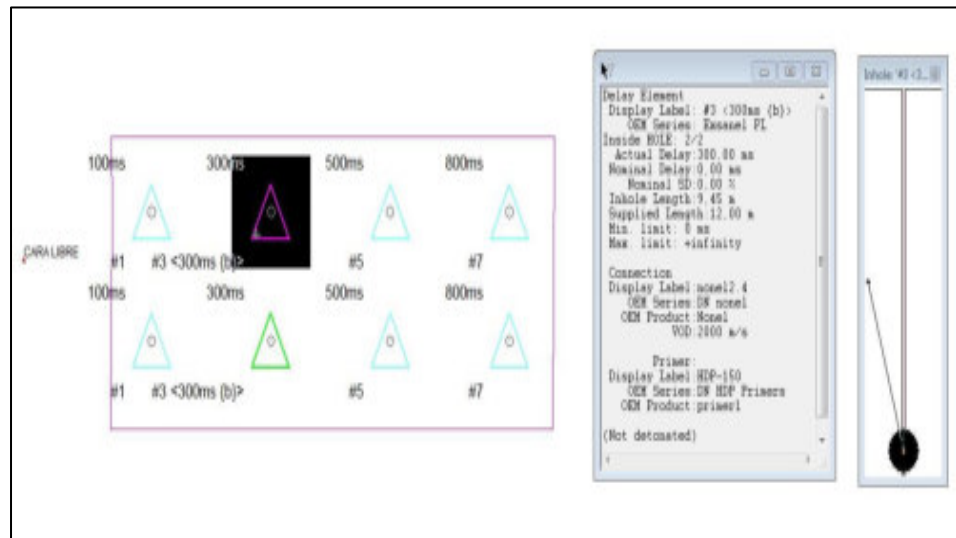 100ms 300ms 500ms 800ms
CARA LIBRE
#1 #3 <300ms (b)> #5 #7
100ms 300ms 500ms 800ms
#1 #3 <300ms (b)> #5 #7
Delay Element
Display Label: #3 <300ms (b)>
OEM Series: Exsanel PL
Inside HOLE: 2/2
Actual Delay:300.00 ms
Nominal Delay:0.00 ms
Nominal SD:0.00 %
Inhole Length:9.45 m
Supplied Length:12.00 m
Min. limit: 0 ms
Max. limit: +infinity
Connection
Display Label:nonel2.4
OEM Series:DN nonel
OEM Product:Nonel
VOD:2000 m/s
Primer:
Display Label:HDP-150
OEM Series:DN HDP Primers
OEM Product:primer1
(Not detonated)
Inhole '#3 <3...